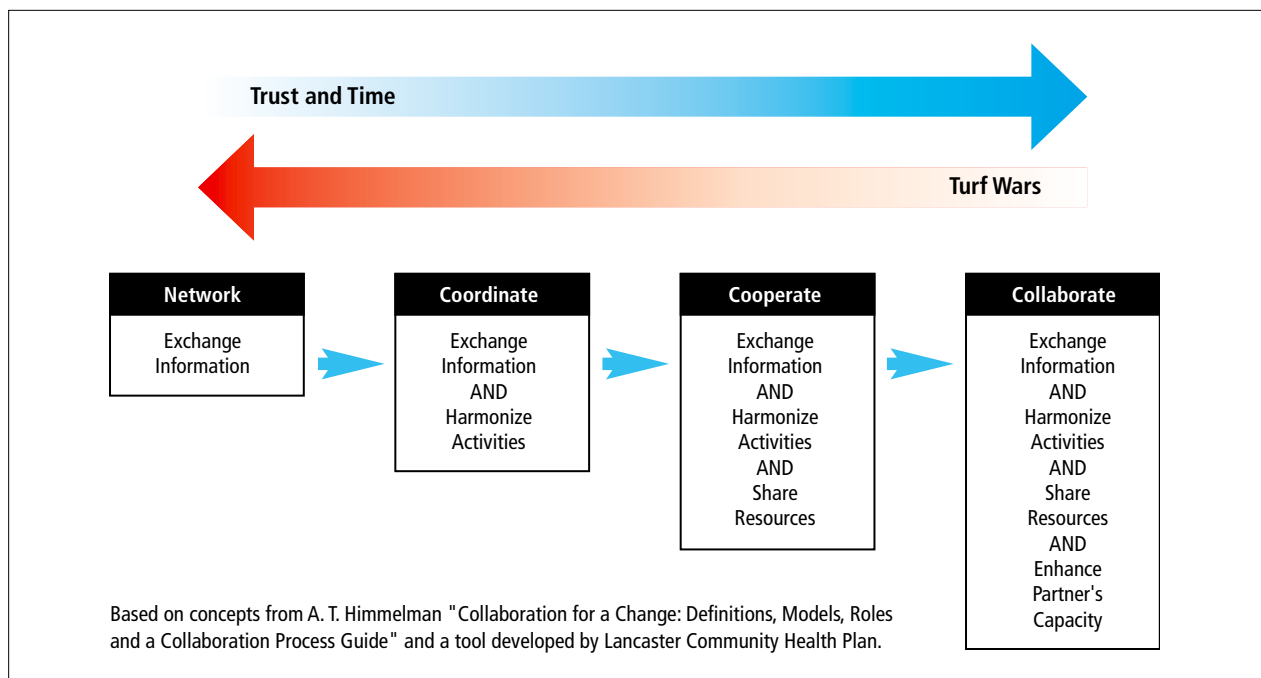 Trust and Time
Turf Wars
Network
Exchange
Information
Coordinate
Exchange
Information
AND
Harmonize
Activities
Cooperate
Exchange
Information
AND
Harmonize
Activities
AND
Share
Resources
Collaborate
Exchange
Information
AND
Harmonize
Activities
AND
Share
Resources
AND
Enhance
Partner's
Capacity
Based on concepts from A. T. Himmelman "Collaboration for a Change: Definitions, Models, Roles
and a Collaboration Process Guide" and a tool developed by Lancaster Community Health Plan.